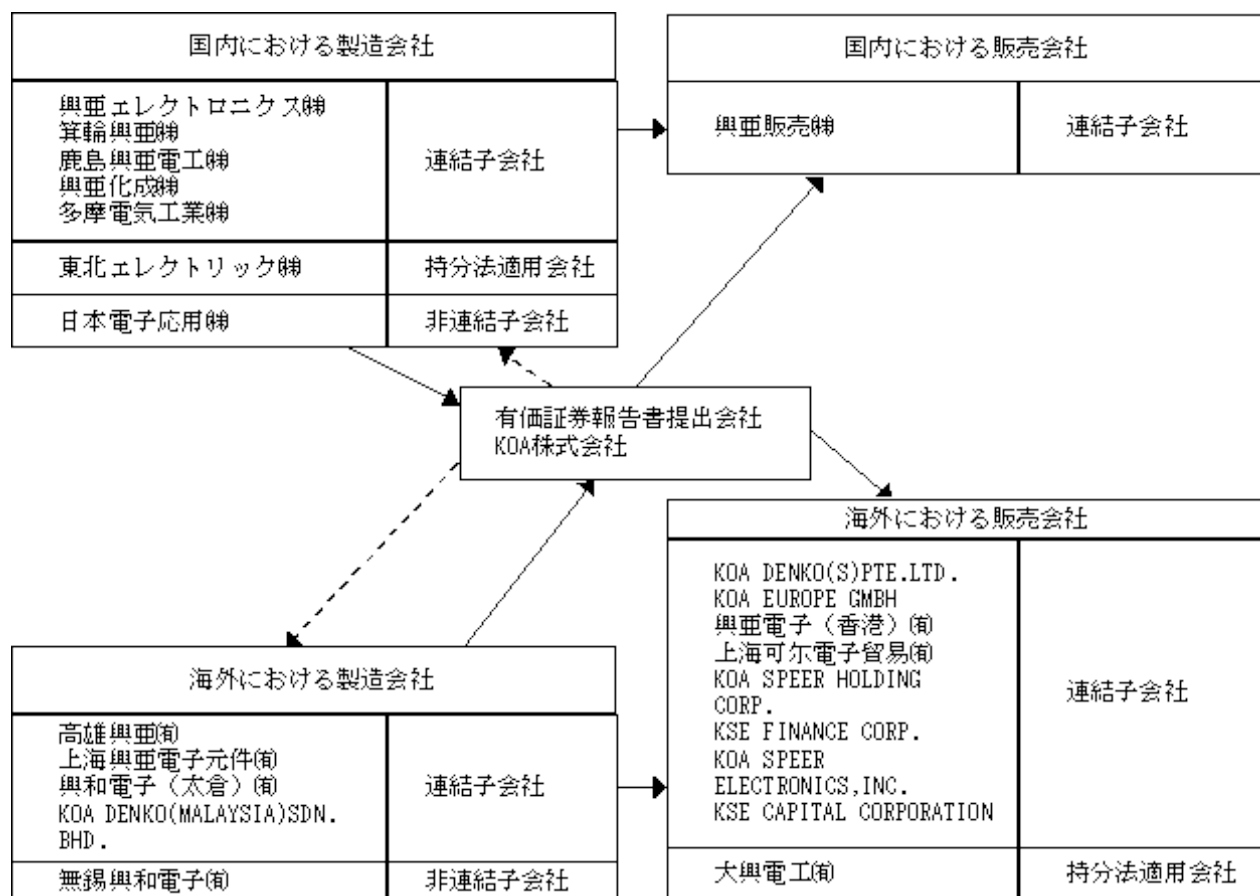 国内における製造会社
興亜エレクトロニクス㈱
箕輪興亜㈱
鹿島興亜電工㈱
興亜化成㈱
多摩電気工業㈱
連結子会社
東北エレクトリック㈱
持分法適用会社
日本電子応用㈱
非連結子会社
国内における販売会社
興亜販売㈱
連結子会社
有価証券報告書提出会社
KOA株式会社
海外における製造会社
高雄興亜㈲
上海興亜電子元件㈲
興和電子（太倉）㈲
KOA DENKO(MALAYSIA)SDN.
BHD.
連結子会社
無錫興和電子㈲
非連結子会社
海外における販売会社
KOA DENKO(S)PTE.LTD.
KOA EUROPE GMBH
興亜電子（香港）㈲
上海可尓電子貿易㈲
KOA SPEER HOLDING
CORP.
KSE FINANCE CORP.
KOA SPEER
ELECTRONICS,INC.
KSE CAPITAL CORPORATION
連結子会社
大興電工㈲
持分法適用会社